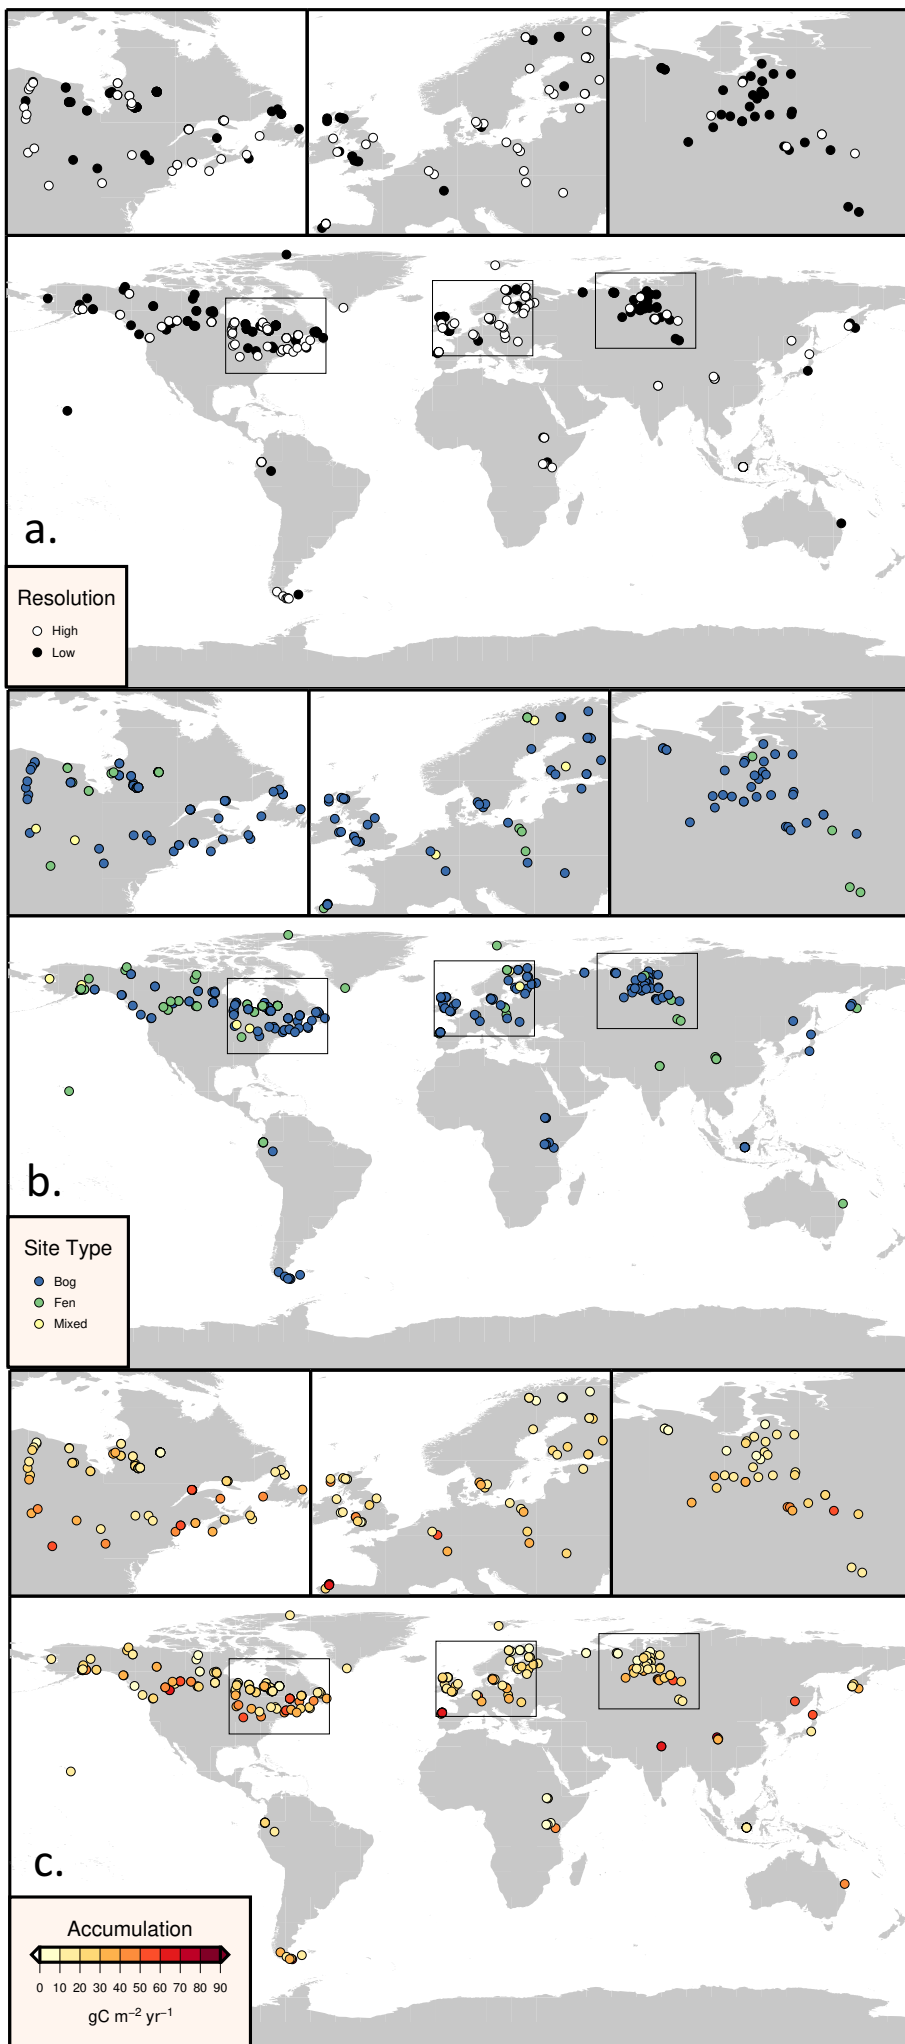 a.
Resolution
High
Low
b.
Site Type
Bog
Fen
Mixed
c.
Accumulation
0 10 20 30 40 50 60 70 80 90
gC m⁻² yr⁻¹